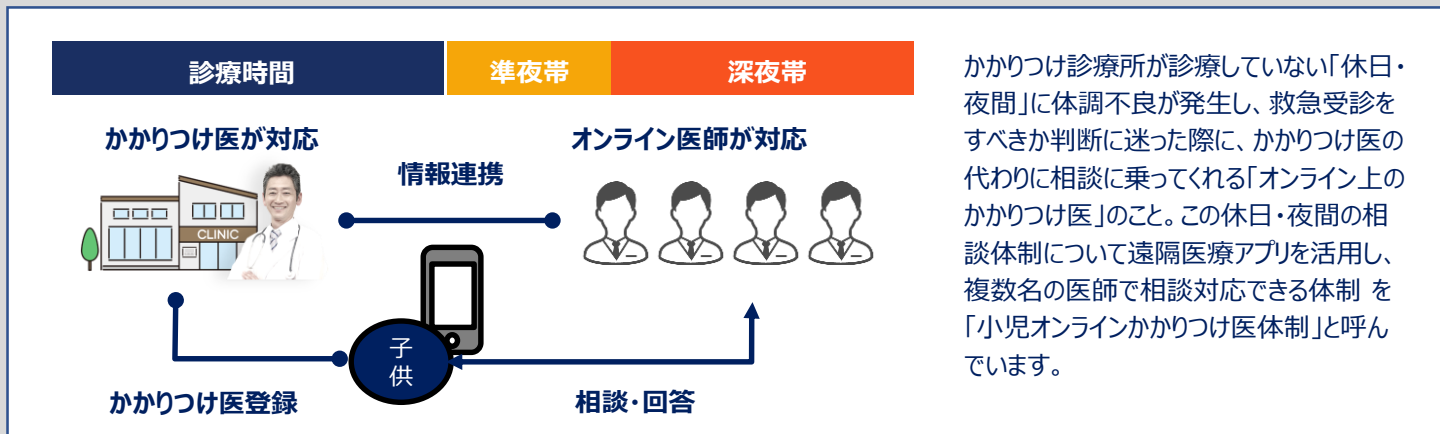 診療時間
準夜帯
深夜帯
かかりつけ医が対応
オンライン医師が対応
情報連携
CLINIC
子
供
かかりつけ医登録
相談・回答
かかりつけ診療所が診療していない「休日・
夜間」に体調不良が発生し、救急受診を
すべきか判断に迷った際に、かかりつけ医の
代わりに相談に乗ってくれる「オンライン上の
かかりつけ医」のこと。この休日・夜間の相
談体制について遠隔医療アプリを活用し、
複数名の医師で相談対応できる体制 を
「小児オンラインかかりつけ医体制」と呼ん
でいます。